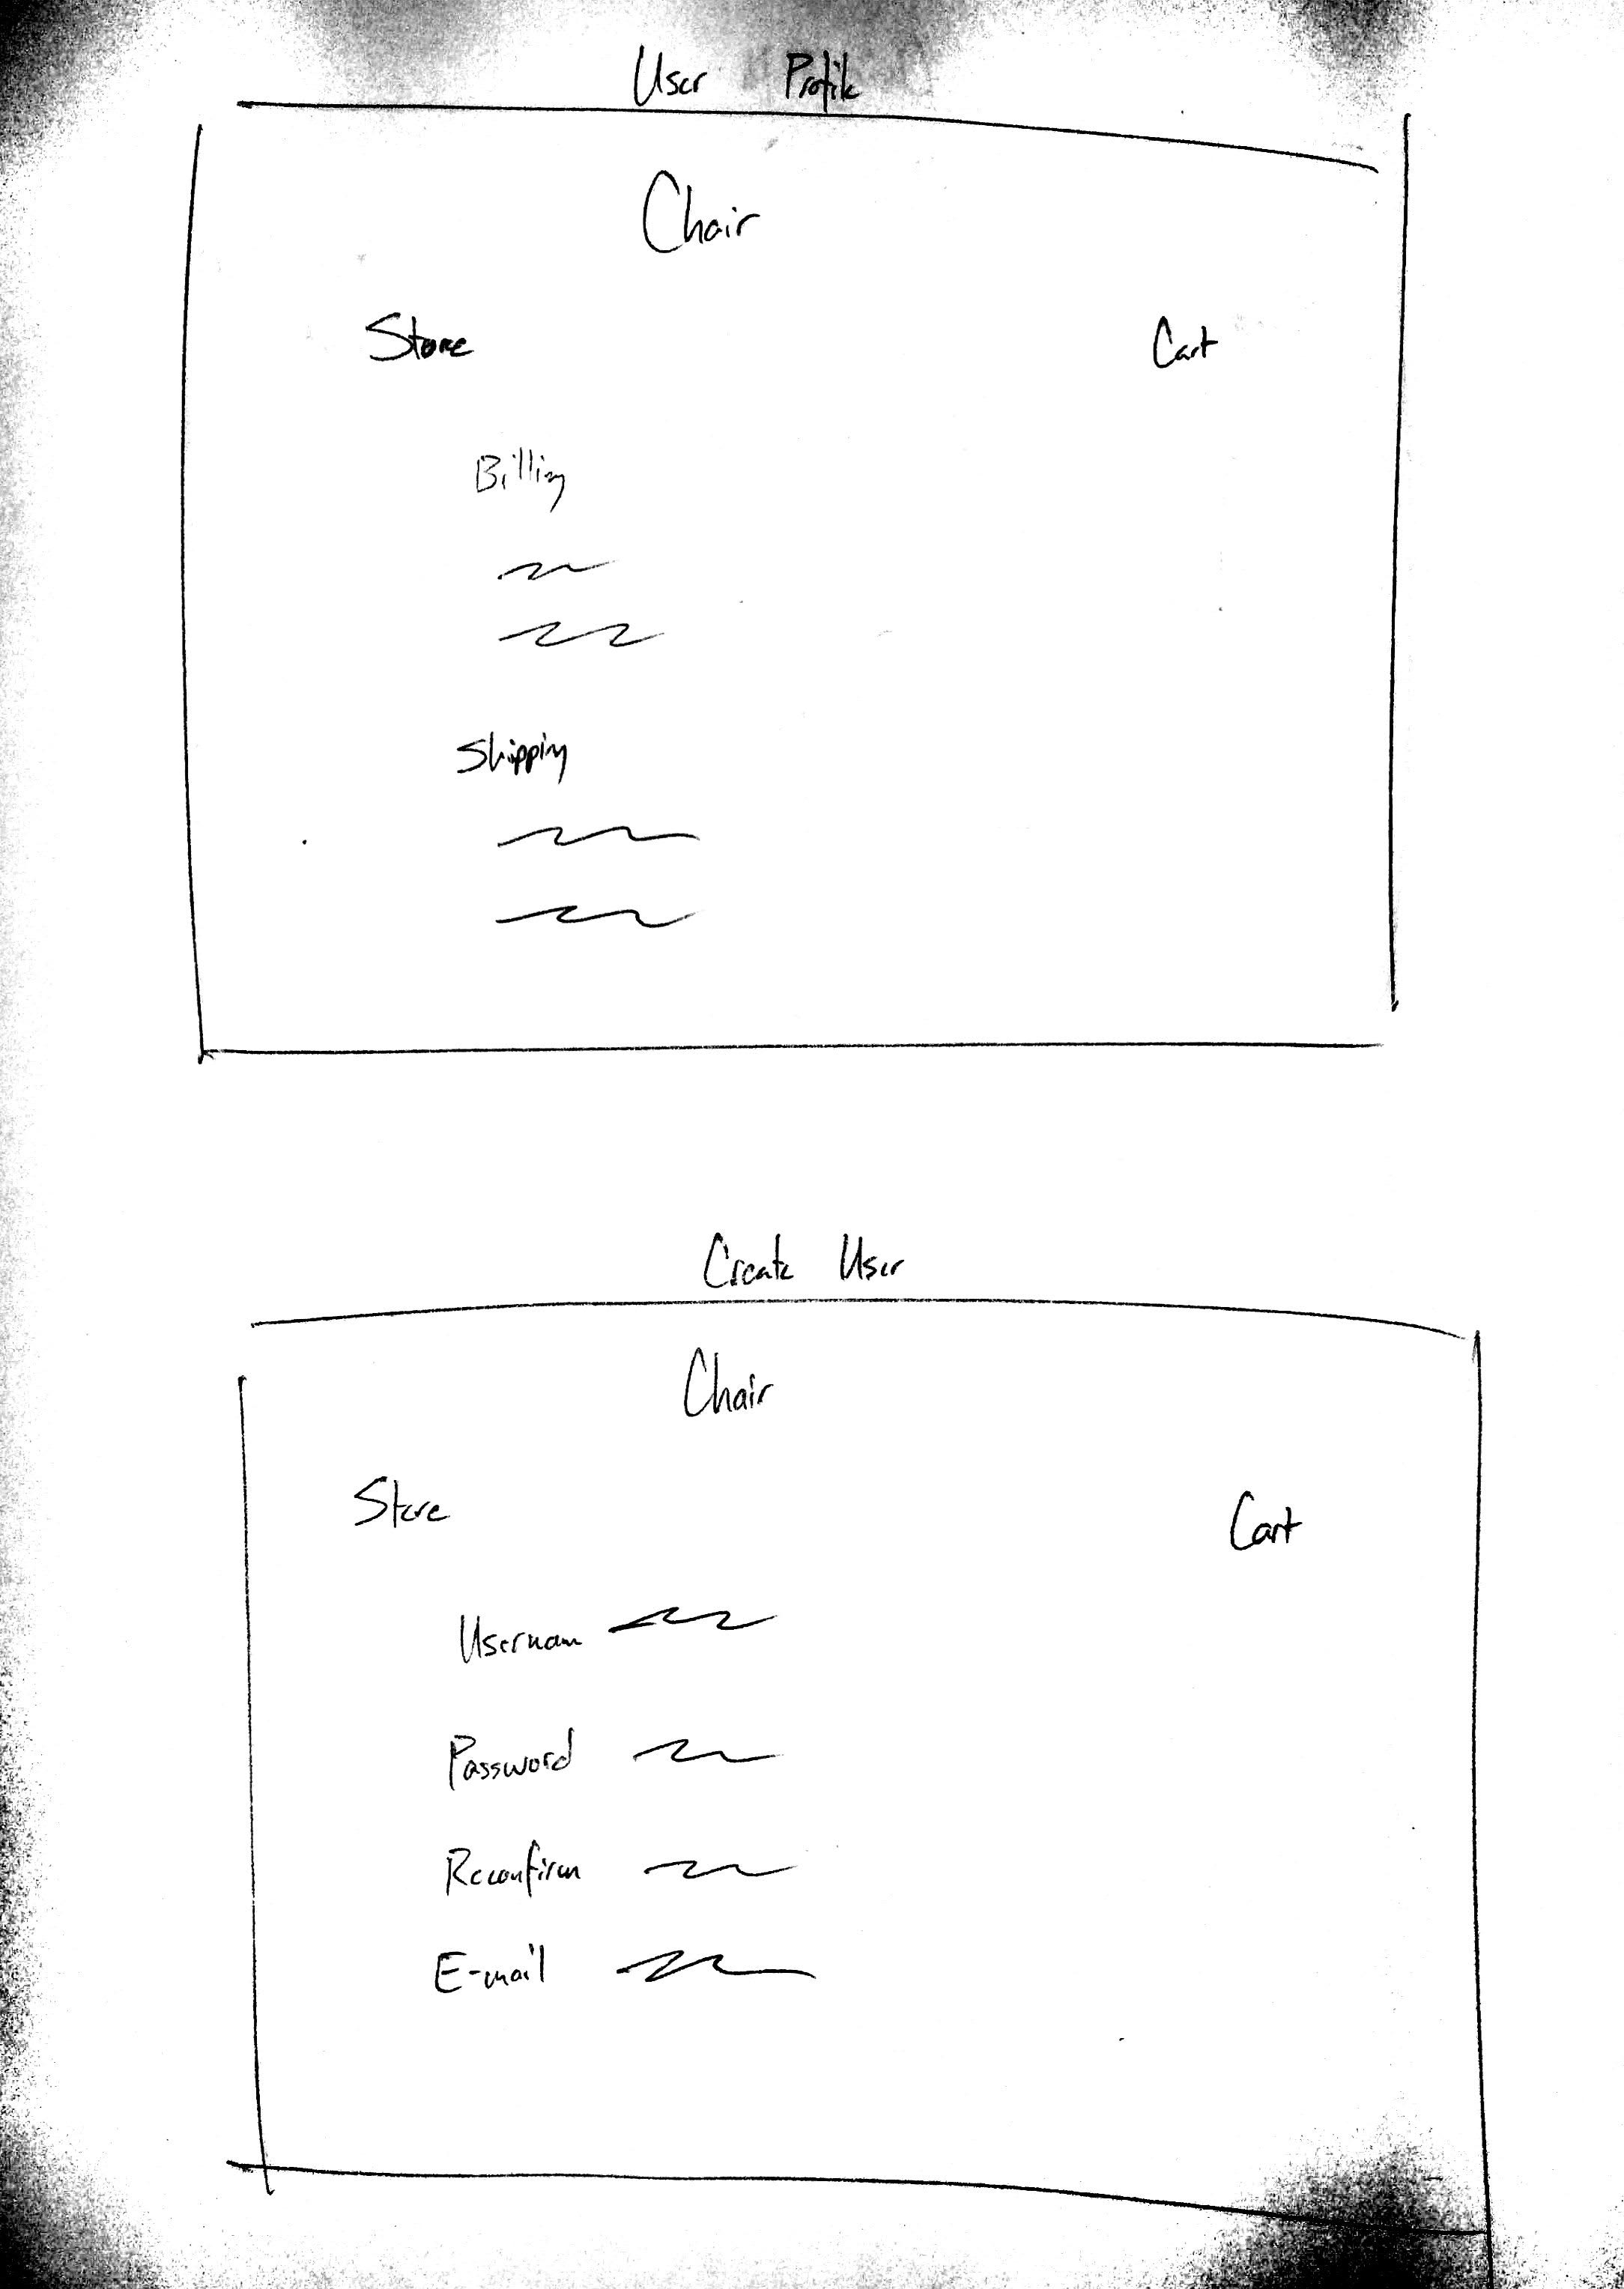 User Profile
Chair
Store Cart
Billing
Shipping
Create User
Chair
Store Cart
Username
Password
Reconfirm
E-mail